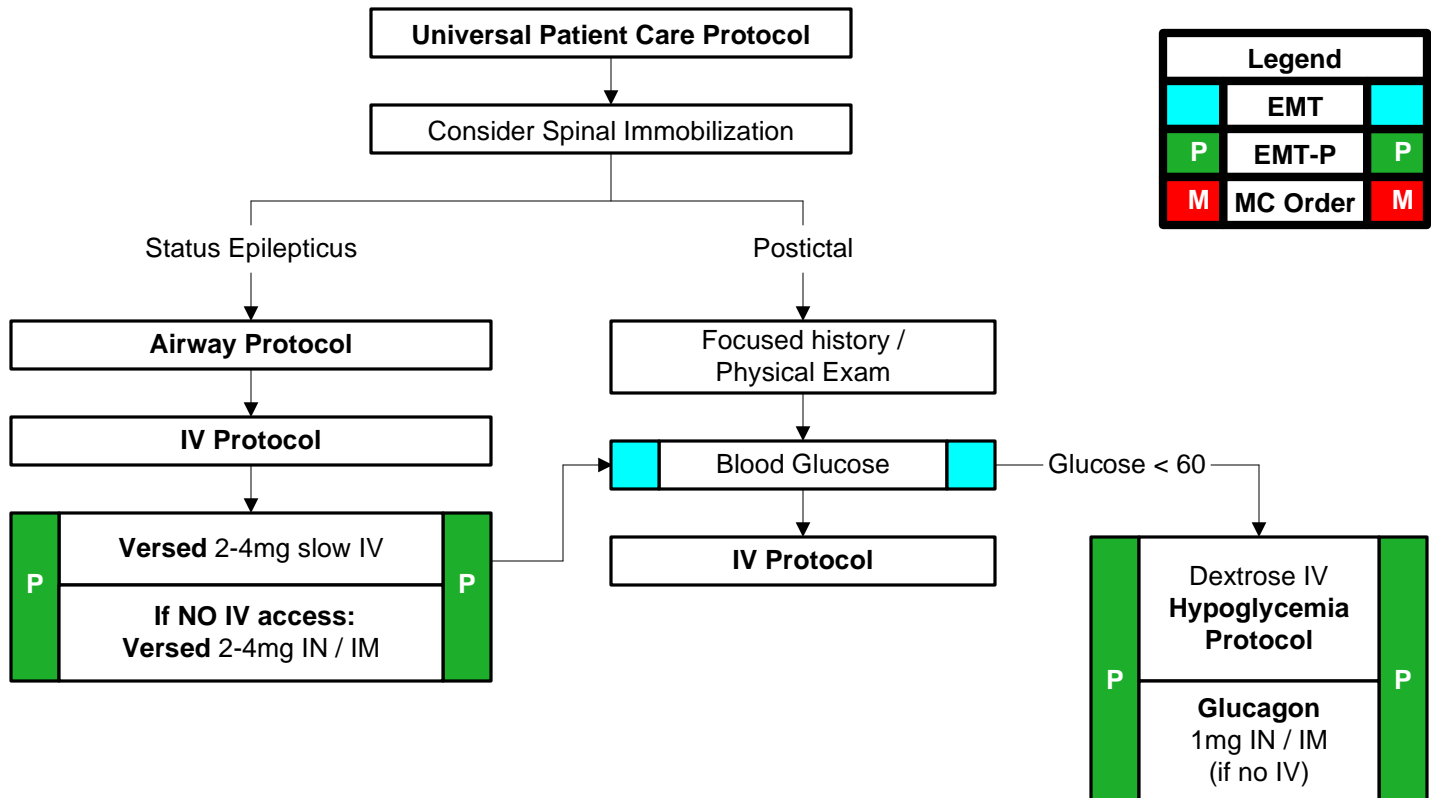 Universal Patient Care Protocol
Legend
EMT
P EMT-P P
M MC Order M
Consider Spinal Immobilization
Status Epilepticus
Postictal
Airway Protocol
Focused history /
Physical Exam
IV Protocol
Blood Glucose
Glucose < 60
P
Versed 2-4mg slow IV
If NO IV access:
Versed 2-4mg IN / IM
P
IV Protocol
P
Dextrose IV
Hypoglycemia
Protocol
Glucagon
1mg IN / IM
(if no IV)
P